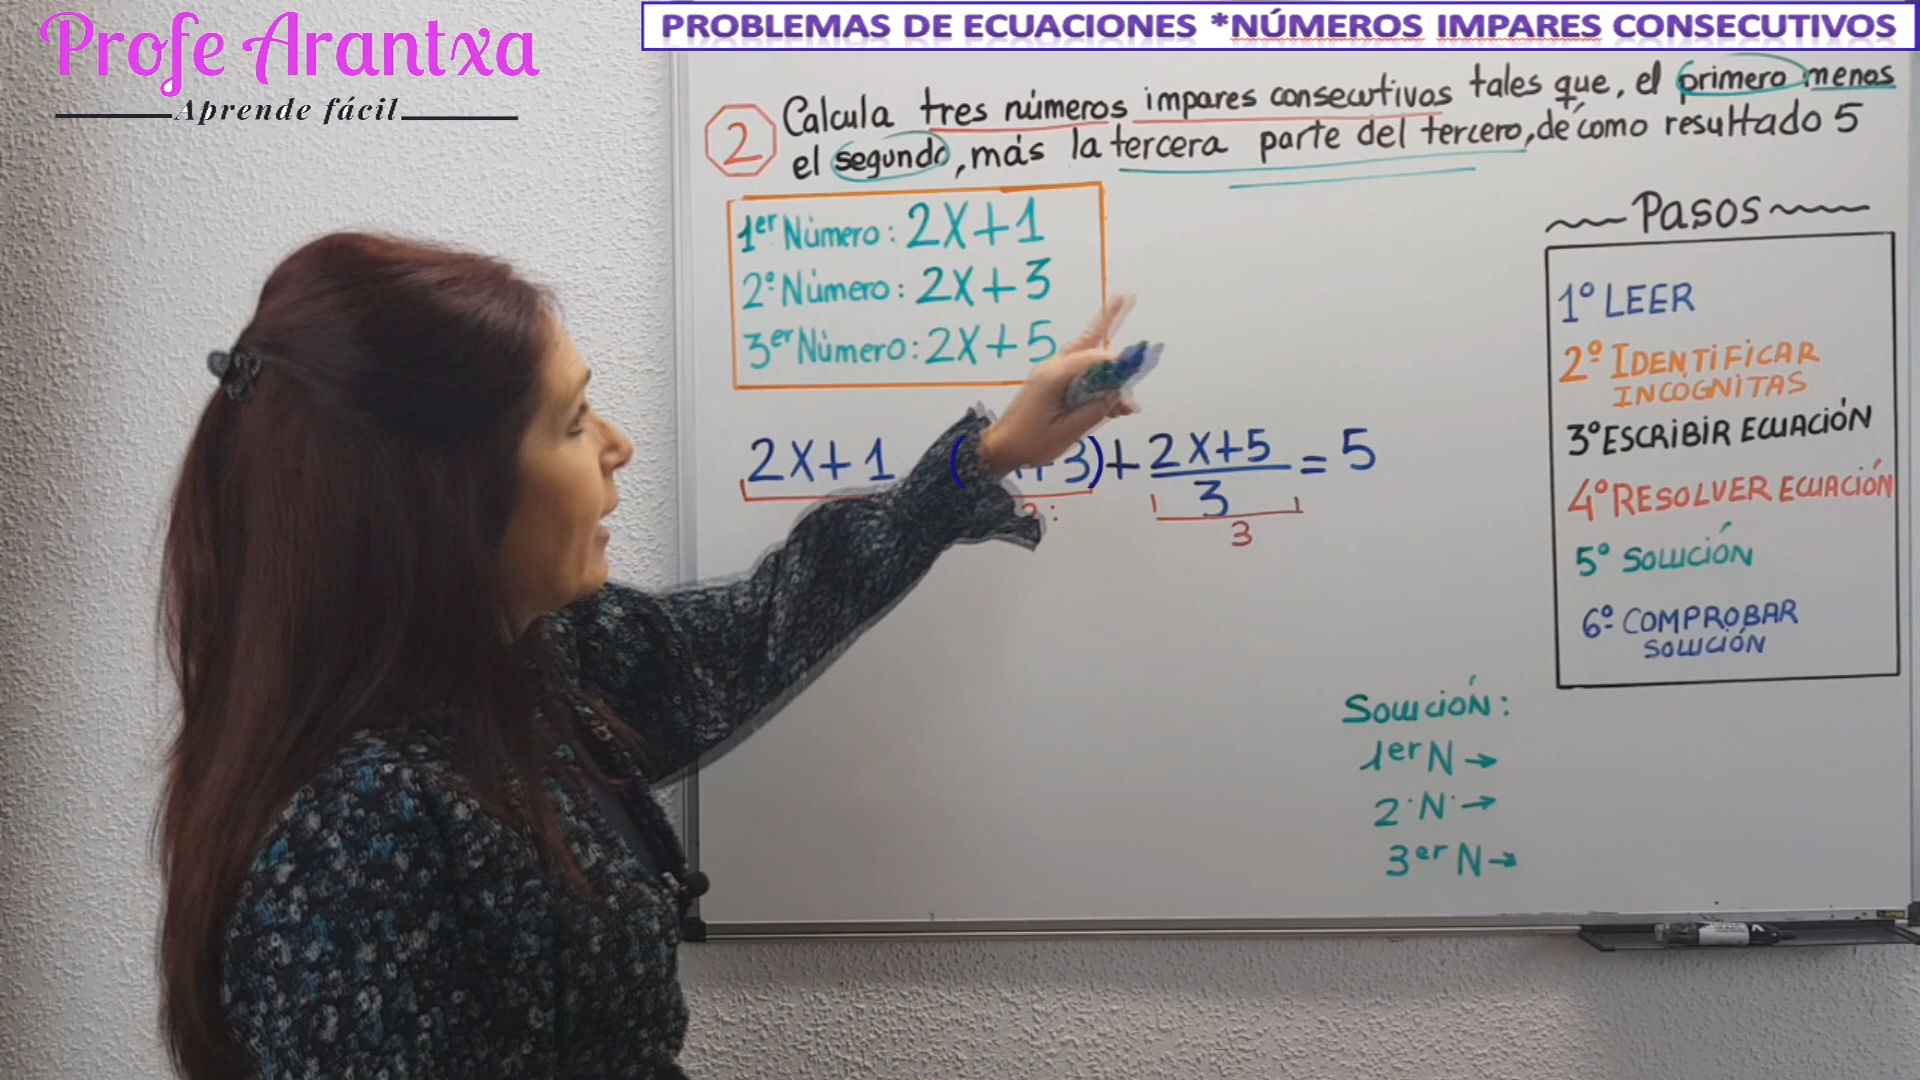 Profe Arantxa
Aprende fácil
PROBLEMAS DE ECUACIONES *NÚMEROS IMPARES CONSECUTIVOS
2 Calcula tres números impares consecutivos tales que, el primero menos
el segundo, más la tercera parte del tercero, dé como resultado 5
1er Número: 2X+1
2º Número: 2X+3
3er Número: 2X+5
2X+1 ( +3)+ 2X+5 = 5
3
3
Pasos
1º LEER
2º IDENTIFICAR
INCÓGNITAS
3º ESCRIBIR ECUACIÓN
4º RESOLVER ECUACIÓN
5º SOLUCIÓN
6º COMPROBAR
SOLUCIÓN
SOLUCIÓN:
1er N →
2º N →
3er N →